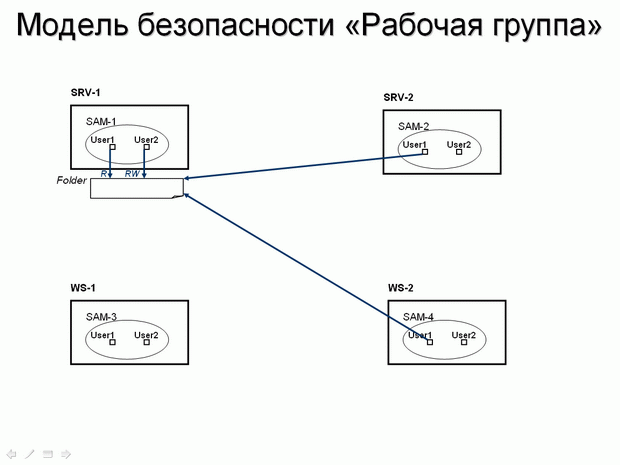 Модель безопасности «Рабочая группа»
SRV-1
SAM-1
User1 User2
R RW
Folder
SRV-2
SAM-2
User1 User2
WS-1
SAM-3
User1 User2
WS-2
SAM-4
User1 User2